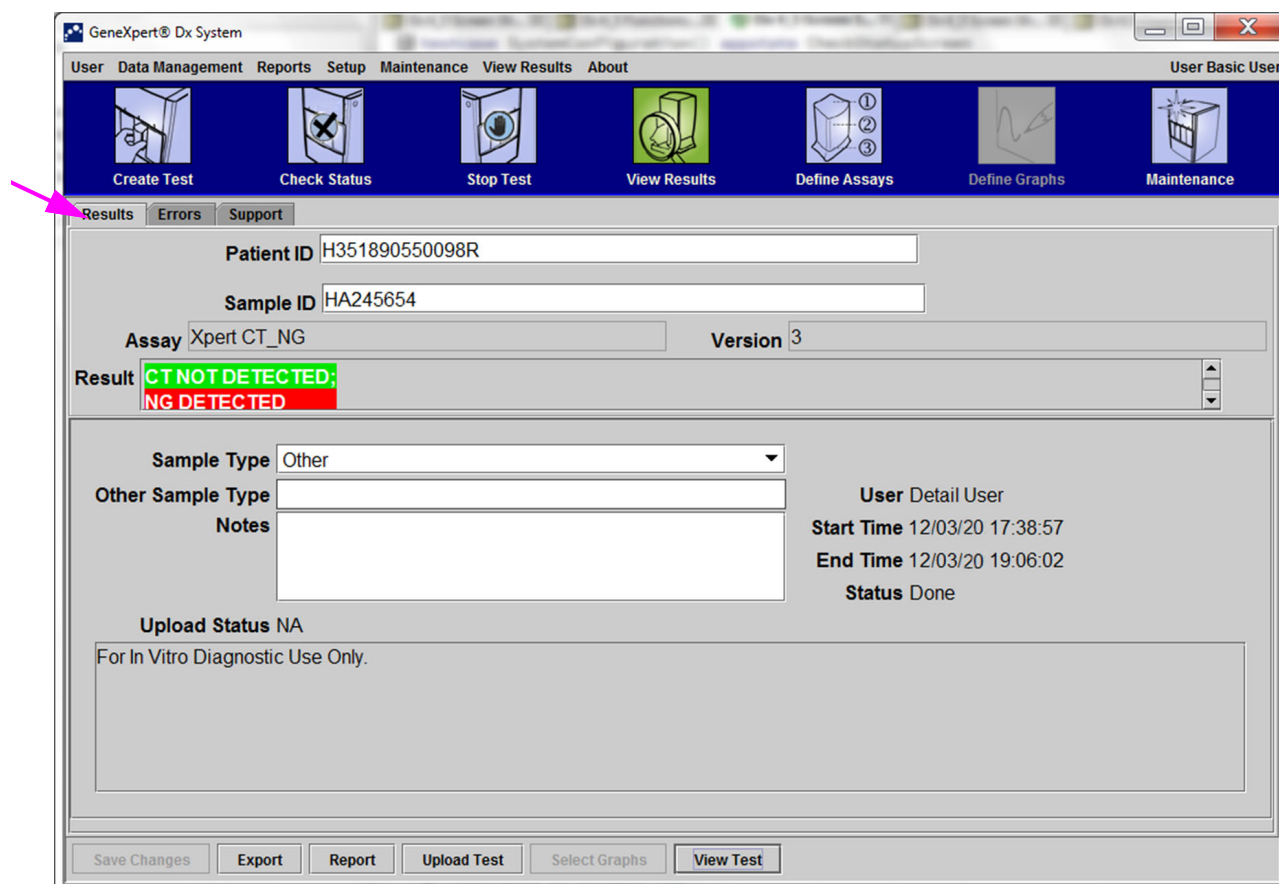 GeneXpert® Dx System
User Data Management Reports Setup Maintenance View Results About User Basic User
① ② ③
Create Test Check Status Stop Test View Results Define Assays Define Graphs Maintenance
Results Errors Support
Patient ID H351890550098R
Sample ID HA245654
Assay Xpert CT_NG Version 3
Result CT NOT DETECTED;
NG DETECTED
Sample Type Other
Other Sample Type User Detail User
Notes Start Time 12/03/20 17:38:57
End Time 12/03/20 19:06:02
Status Done
Upload Status NA
For In Vitro Diagnostic Use Only.
Save Changes Export Report Upload Test Select Graphs View Test